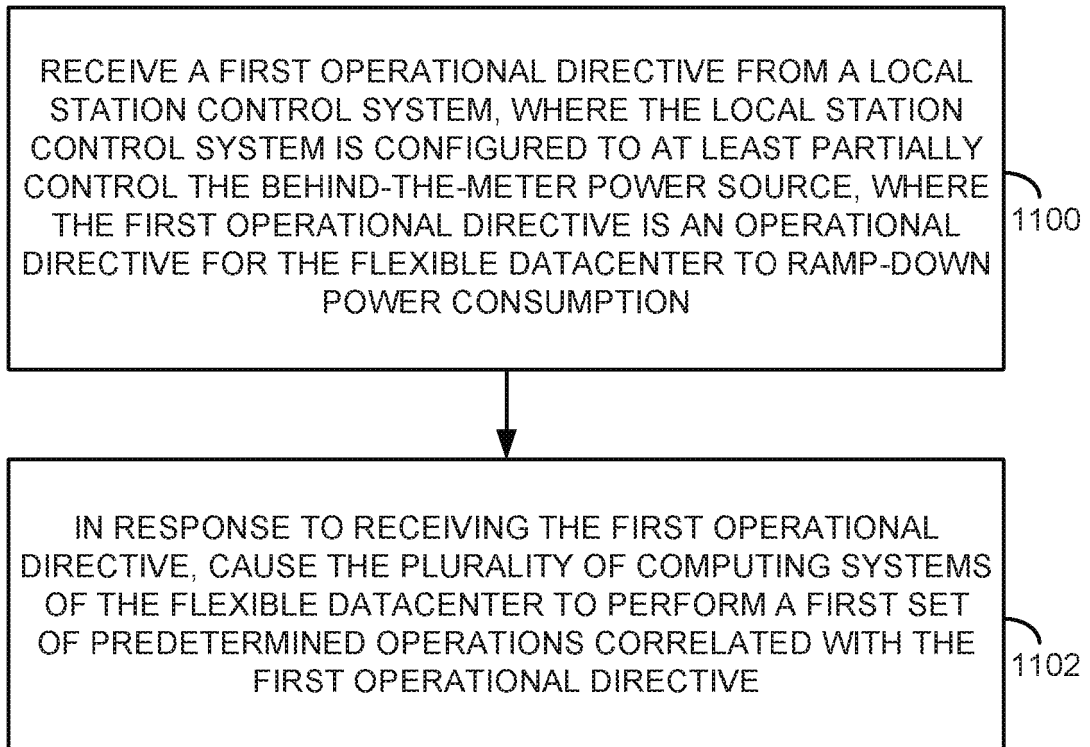 RECEIVE A FIRST OPERATIONAL DIRECTIVE FROM A LOCAL
STATION CONTROL SYSTEM, WHERE THE LOCAL STATION
CONTROL SYSTEM IS CONFIGURED TO AT LEAST PARTIALLY
CONTROL THE BEHIND-THE-METER POWER SOURCE, WHERE
THE FIRST OPERATIONAL DIRECTIVE IS AN OPERATIONAL
DIRECTIVE FOR THE FLEXIBLE DATACENTER TO RAMP-DOWN
POWER CONSUMPTION
1100
IN RESPONSE TO RECEIVING THE FIRST OPERATIONAL
DIRECTIVE, CAUSE THE PLURALITY OF COMPUTING SYSTEMS
OF THE FLEXIBLE DATACENTER TO PERFORM A FIRST SET
OF PREDETERMINED OPERATIONS CORRELATED WITH THE
FIRST OPERATIONAL DIRECTIVE
1102